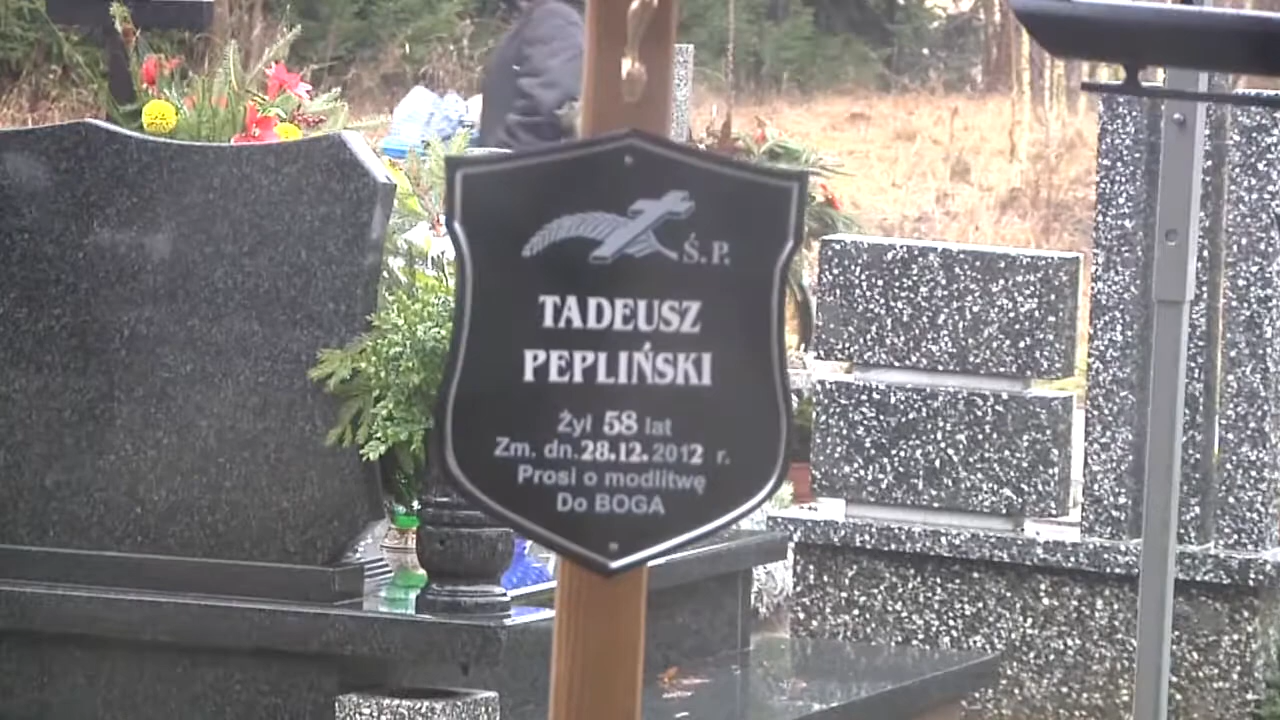 Ś.P.
TADEUSZ
PEPLIŃSKI
Żył 58 lat
Zm. dn. 28.12.2012 r.
Prosi o modlitwę
Do BOGA